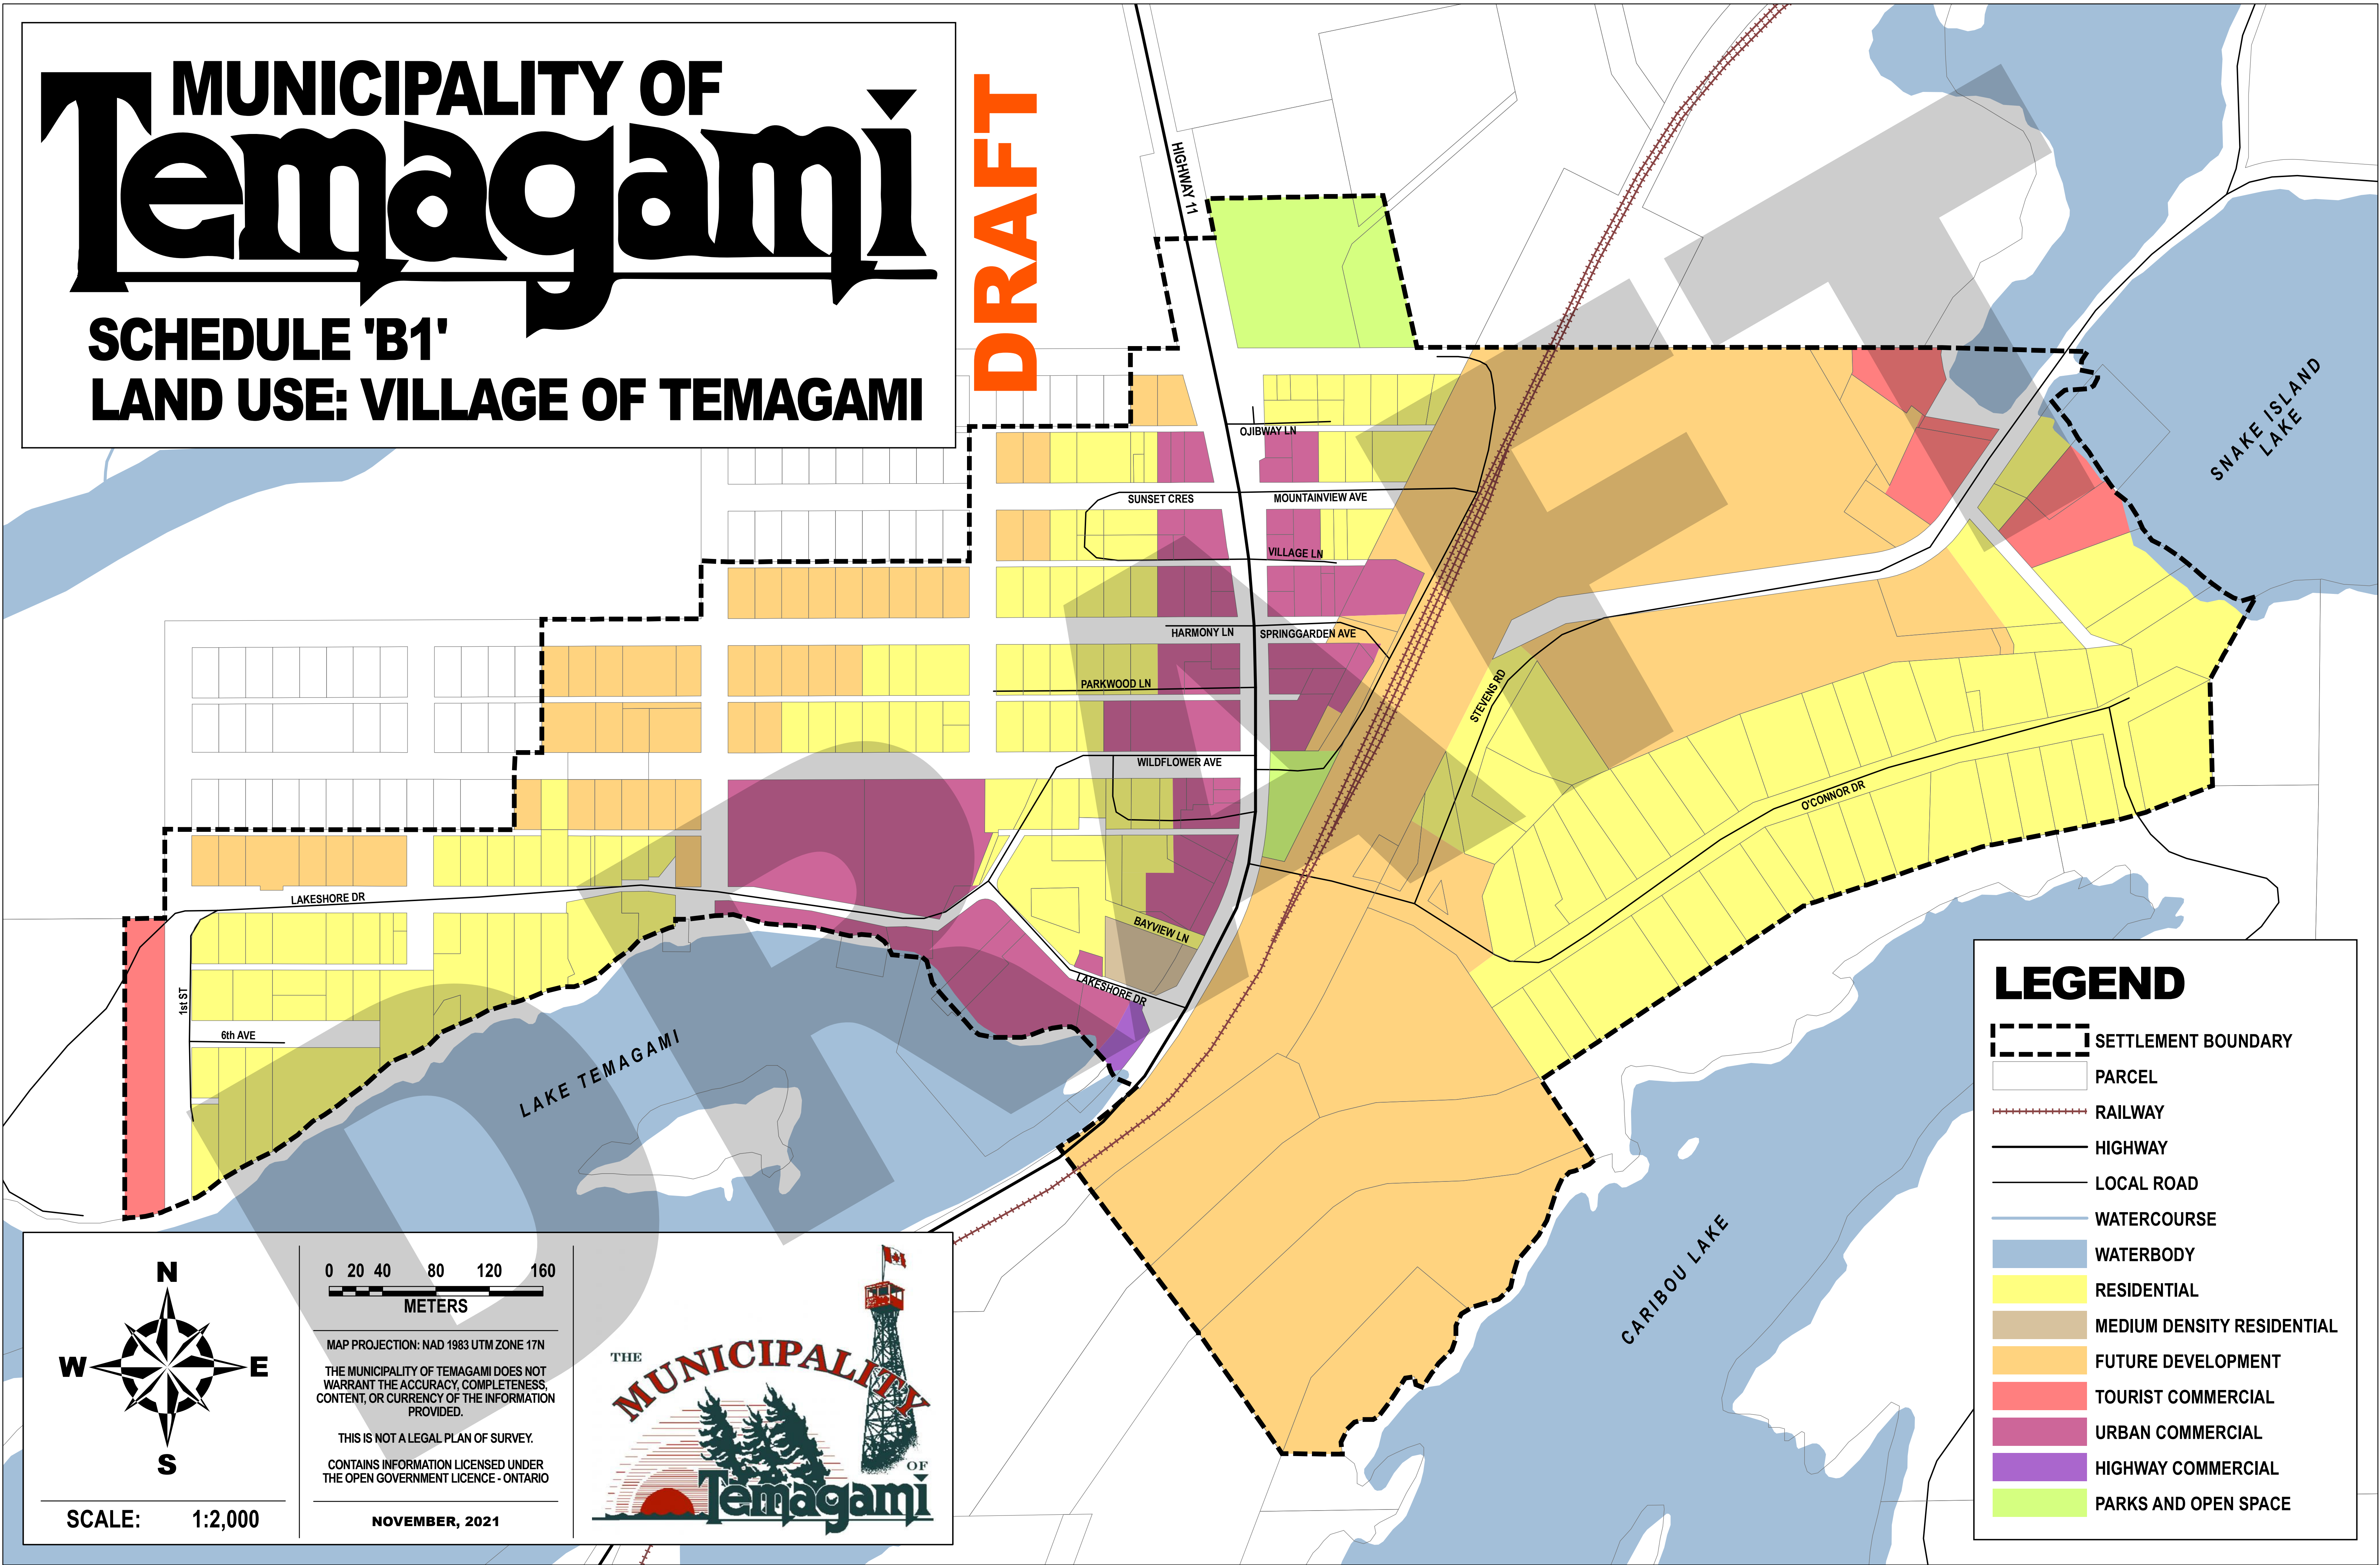 MUNICIPALITY OF
Temagami
SCHEDULE 'B1'
LAND USE: VILLAGE OF TEMAGAMI
DRAFT
DRAFT
HIGHWAY 11
OJIBWAY LN
SUNSET CRES
MOUNTAINVIEW AVE
VILLAGE LN
HARMONY LN
SPRINGGARDEN AVE
PARKWOOD LN
STEVENS RD
WILDFLOWER AVE
O'CONNOR DR
LAKESHORE DR
BAYVIEW LN
LAKESHORE DR
1st ST
6th AVE
LAKE TEMAGAMI
SNAKE ISLAND
LAKE
CARIBOU LAKE
N
W
E
S
SCALE: 1:2,000
0 20 40 80 120 160
METERS
MAP PROJECTION: NAD 1983 UTM ZONE 17N
THE MUNICIPALITY OF TEMAGAMI DOES NOT
WARRANT THE ACCURACY, COMPLETENESS,
CONTENT, OR CURRENCY OF THE INFORMATION
PROVIDED.
THIS IS NOT A LEGAL PLAN OF SURVEY.
CONTAINS INFORMATION LICENSED UNDER
THE OPEN GOVERNMENT LICENCE - ONTARIO
NOVEMBER, 2021
THE
MUNICIPALITY
OF
Temagami
LEGEND
SETTLEMENT BOUNDARY
PARCEL
RAILWAY
HIGHWAY
LOCAL ROAD
WATERCOURSE
WATERBODY
RESIDENTIAL
MEDIUM DENSITY RESIDENTIAL
FUTURE DEVELOPMENT
TOURIST COMMERCIAL
URBAN COMMERCIAL
HIGHWAY COMMERCIAL
PARKS AND OPEN SPACE